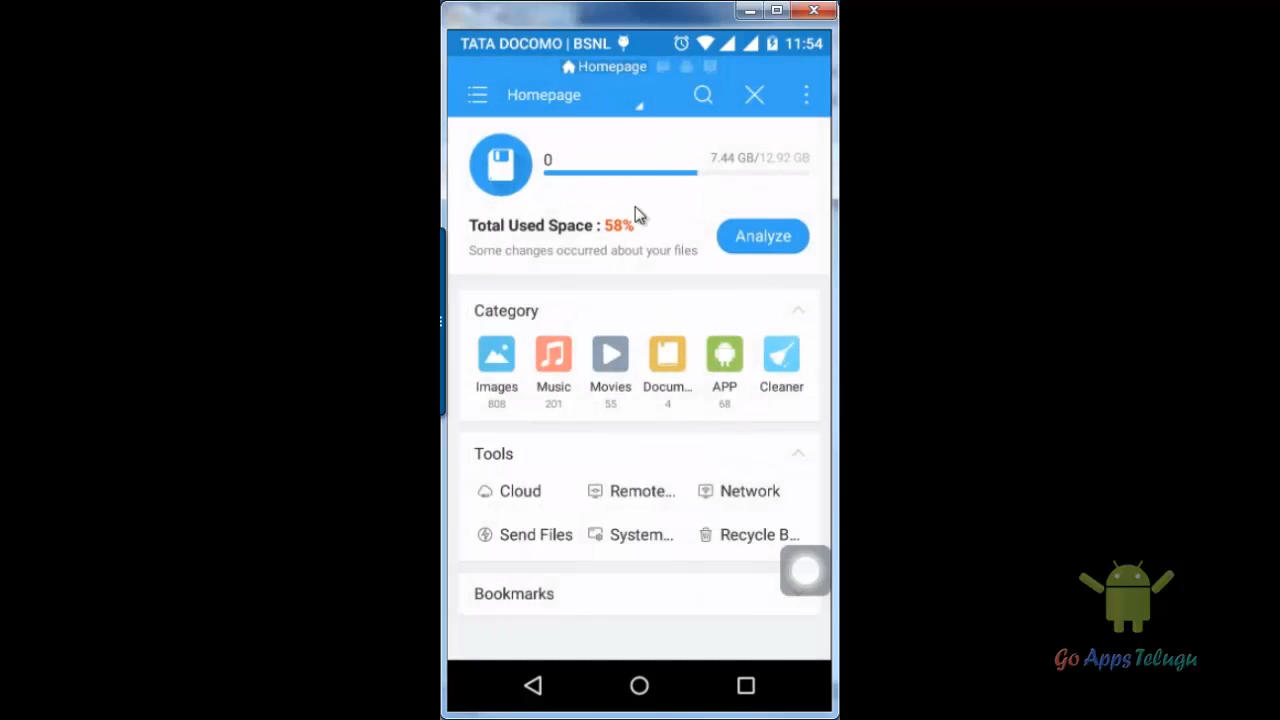 TATA DOCOMO | BSNL 11:54
Homepage
Homepage
0 7.44 GB/12.92 GB
Total Used Space : 58%
Some changes occurred about your files
Analyze
Category
Images Music Movies Docum... APP Cleaner
808 201 55 4 68
Tools
Cloud Remote... Network
Send Files System... Recycle B...
Bookmarks
Go Apps Telugu